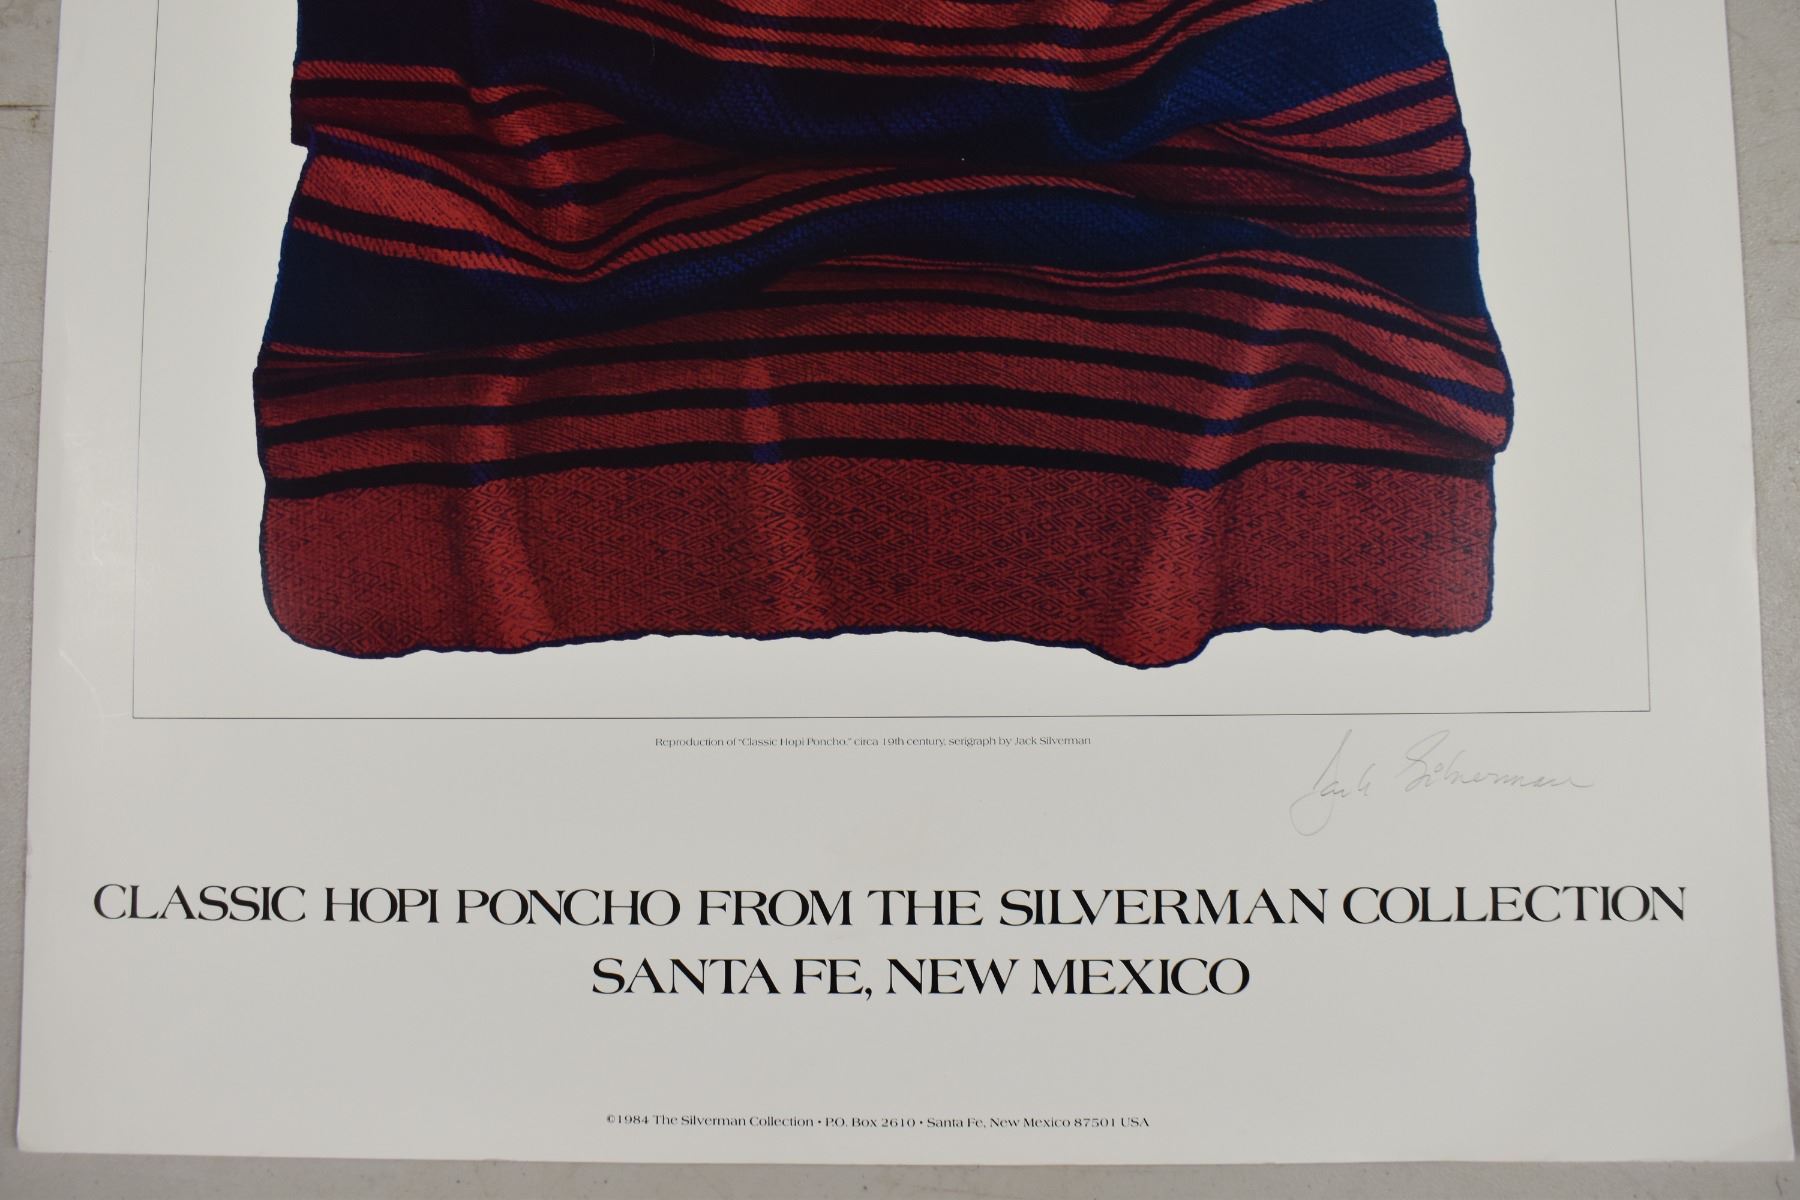 Reproduction of "Classic Hopi Poncho," circa 19th century, serigraph by Jack Silverman
Jack Silverman
CLASSIC HOPI PONCHO FROM THE SILVERMAN COLLECTION
SANTA FE, NEW MEXICO
©1984 The Silverman Collection • P.O. Box 2610 • Santa Fe, New Mexico 87501 USA